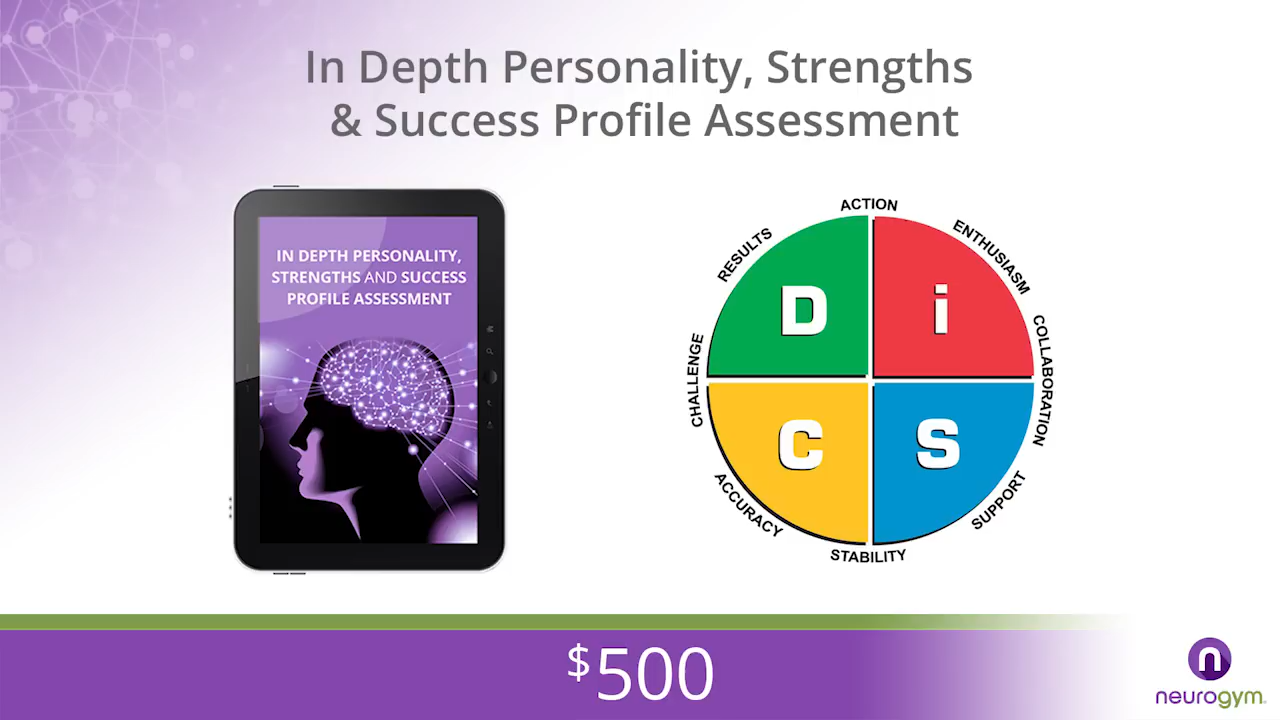 In Depth Personality, Strengths
& Success Profile Assessment
IN DEPTH PERSONALITY,
STRENGTHS AND SUCCESS
PROFILE ASSESSMENT
ACTION
ENTHUSIASM
COLLABORATION
SUPPORT
STABILITY
ACCURACY
CHALLENGE
RESULTS
D
i
C
S
$500
n
neurogym